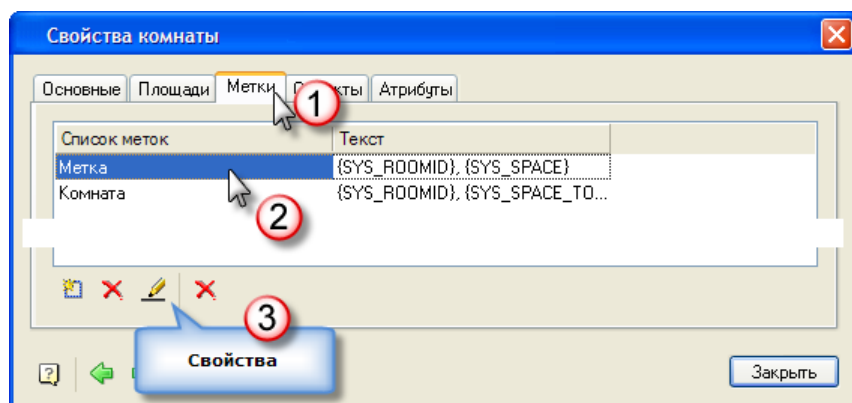 Свойства комнаты
Основные Площади Метки кты Атрибуты
1
Список меток Текст
Метка {SYS_ROOMID}, {SYS_SPACE}
Комната {SYS_ROOMID}, {SYS_SPACE_TO...
2
3
Свойства
Закрыть